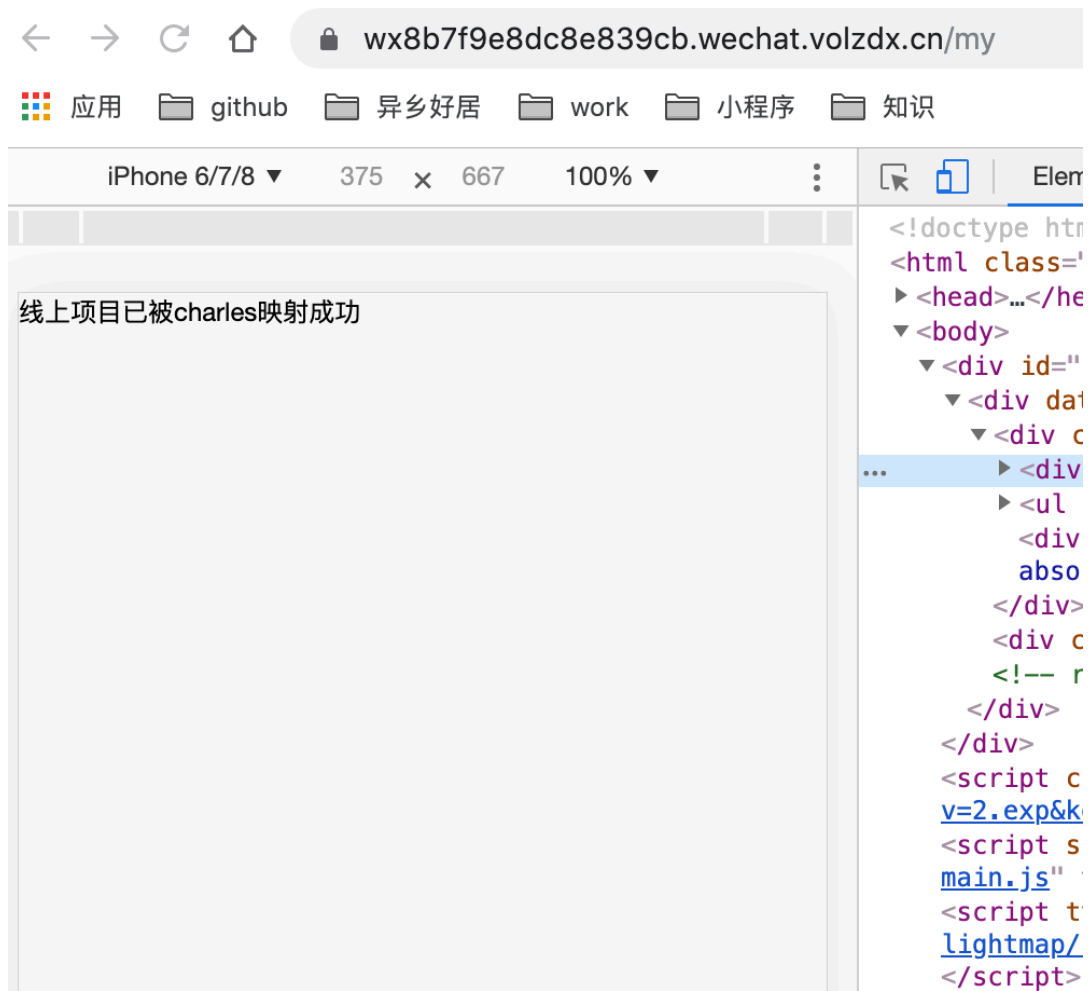 wx8b7f9e8dc8e839cb.wechat.volzdx.cn/my
应用 github 异乡好居 work 小程序 知识
iPhone 6/7/8 ▼ 375 × 667 100% ▼ Elem
<!doctype htm
<html class="
▶<head>…</he
▼<body>
▼<div id="
▼<div dat
▼<div c
… ▶<div
▶<ul
<div
abso
</div>
<div c
<!-- r
</div>
</div>
<script c
v=2.exp&k
<script s
main.js"
<script t
lightmap/
</script>
线上项目已被charles映射成功